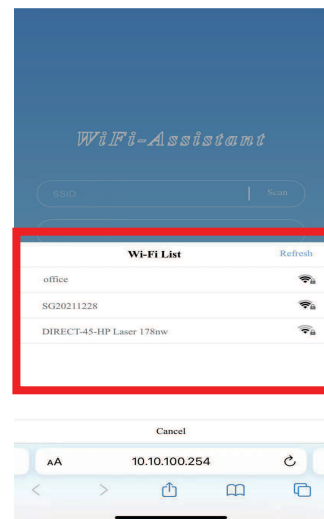 WiFi-Assistant
SSID Scan
Wi-Fi List Refresh
office
SG20211228
DIRECT-45-HP Laser 178nw
Cancel
AA 10.10.100.254